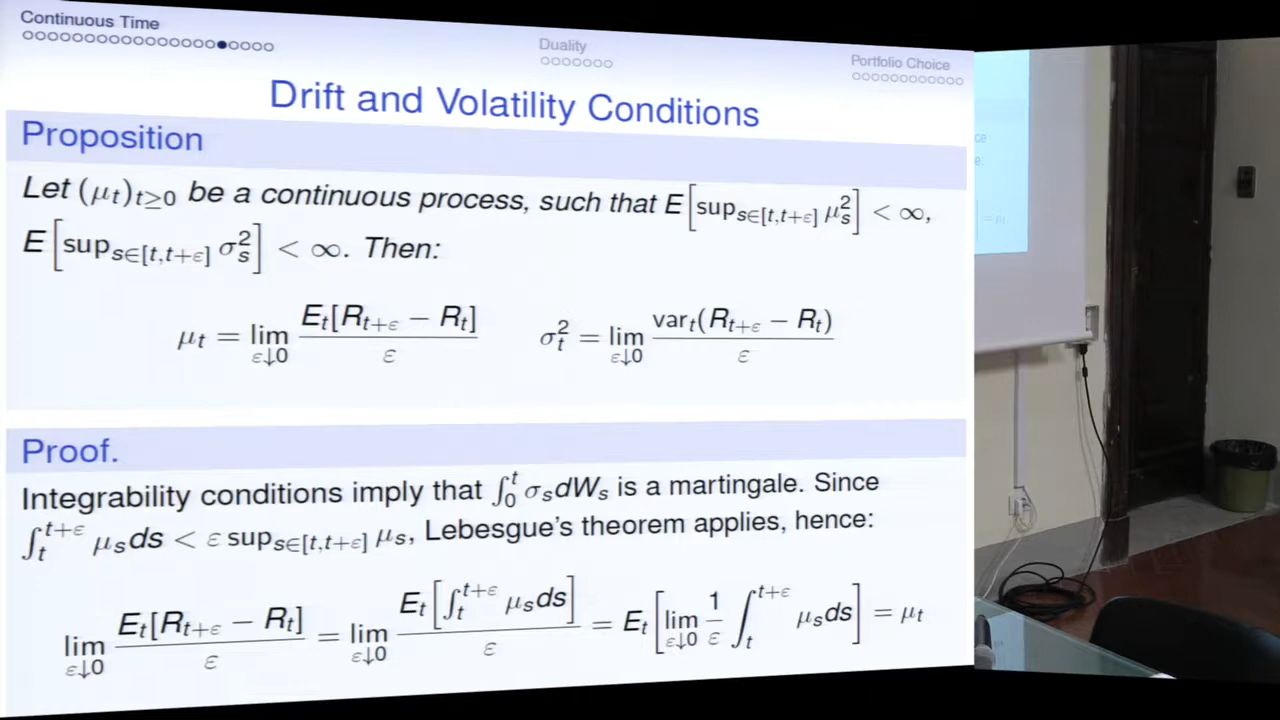 Continuous Time
Duality
Portfolio Choice
Drift and Volatility Conditions
Proposition
Let (μ_t)_{t≥0} be a continuous process, such that E[sup_{s∈[t,t+ε]} μ_s^2] < ∞,
E[sup_{s∈[t,t+ε]} σ_s^2] < ∞. Then:
μ_t = lim_{ε↓0} E_t[R_{t+ε} − R_t] / ε    σ_t^2 = lim_{ε↓0} var_t(R_{t+ε} − R_t) / ε
Proof.
Integrability conditions imply that ∫_0^t σ_s dW_s is a martingale. Since
∫_t^{t+ε} μ_s ds < ε sup_{s∈[t,t+ε]} μ_s, Lebesgue's theorem applies, hence:
lim_{ε↓0} E_t[R_{t+ε} − R_t] / ε = lim_{ε↓0} E_t[∫_t^{t+ε} μ_s ds] / ε = E_t[lim_{ε↓0} 1/ε ∫_t^{t+ε} μ_s ds] = μ_t